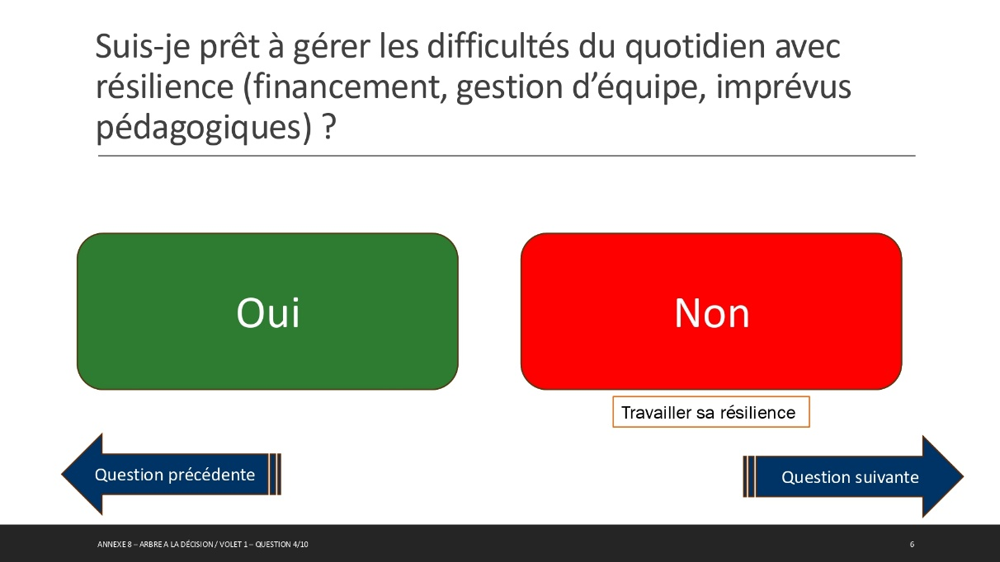 Suis-je prêt à gérer les difficultés du quotidien avec
résilience (financement, gestion d’équipe, imprévus
pédagogiques) ?
Oui
Non
Travailler sa résilience
Question précédente
Question suivante
ANNEXE 8 – ARBRE A LA DÉCISION / VOLET 1 – QUESTION 4/10
6